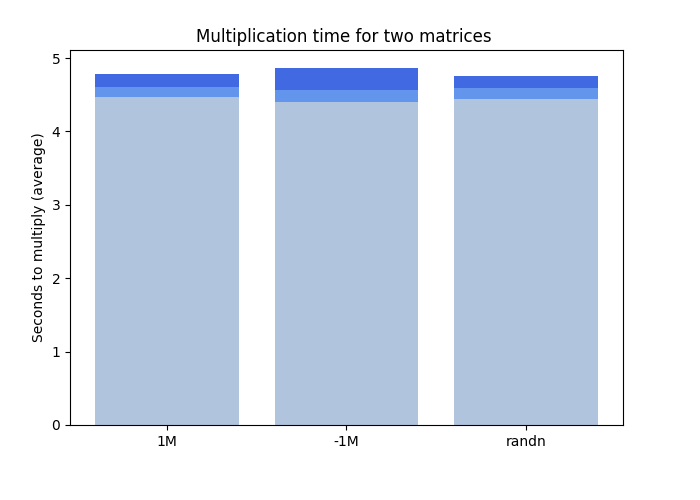 Multiplication time for two matrices
Seconds to multiply (average)
5
4
3
2
1
0
1M
-1M
randn